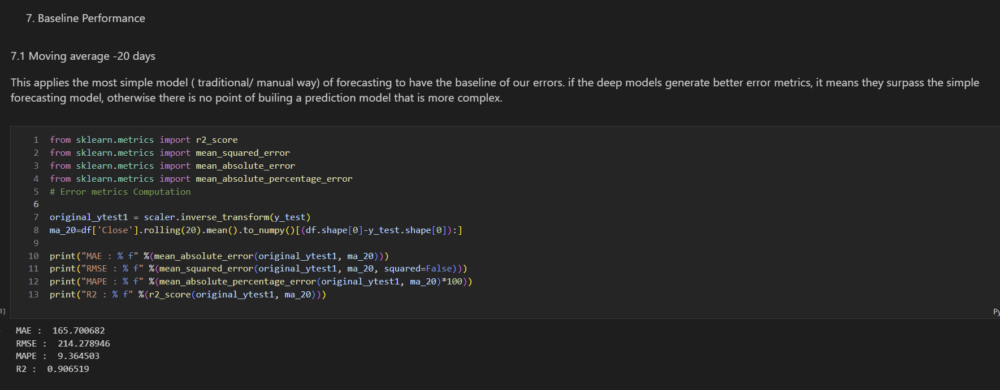 7. Baseline Performance
7.1 Moving average -20 days
This applies the most simple model ( traditional/ manual way) of forecasting to have the baseline of our errors. if the deep models generate better error metrics, it means they surpass the simple
forecasting model, otherwise there is no point of builing a prediction model that is more complex.
1 from sklearn.metrics import r2_score
2 from sklearn.metrics import mean_squared_error
3 from sklearn.metrics import mean_absolute_error
4 from sklearn.metrics import mean_absolute_percentage_error
5 # Error metrics Computation
6
7 original_ytest1 = scaler.inverse_transform(y_test)
8 ma_20=df['Close'].rolling(20).mean().to_numpy()[(df.shape[0]-y_test.shape[0]):]
9
10 print("MAE : % f" %(mean_absolute_error(original_ytest1, ma_20)))
11 print("RMSE : % f" %(mean_squared_error(original_ytest1, ma_20, squared=False)))
12 print("MAPE : % f" %(mean_absolute_percentage_error(original_ytest1, ma_20)*100))
13 print("R2 : % f" %(r2_score(original_ytest1, ma_20)))
3]
Py
MAE :  165.700682
RMSE :  214.278946
MAPE :  9.364503
R2 :  0.906519